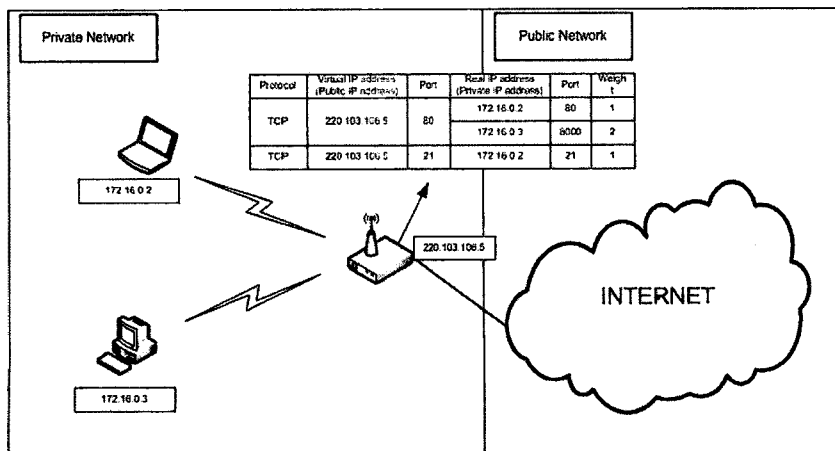 Private Network
Public Network
Protocol
Virtual IP address
(Public IP address)
Port
Real IP address
(Private IP address)
Port
Weigh
t
TCP
220.103.106.5
80
172.16.0.2
80
1
172.16.0.3
8000
2
TCP
220.103.106.5
21
172.16.0.2
21
1
172.16.0.2
220.103.106.5
INTERNET
172.16.0.3